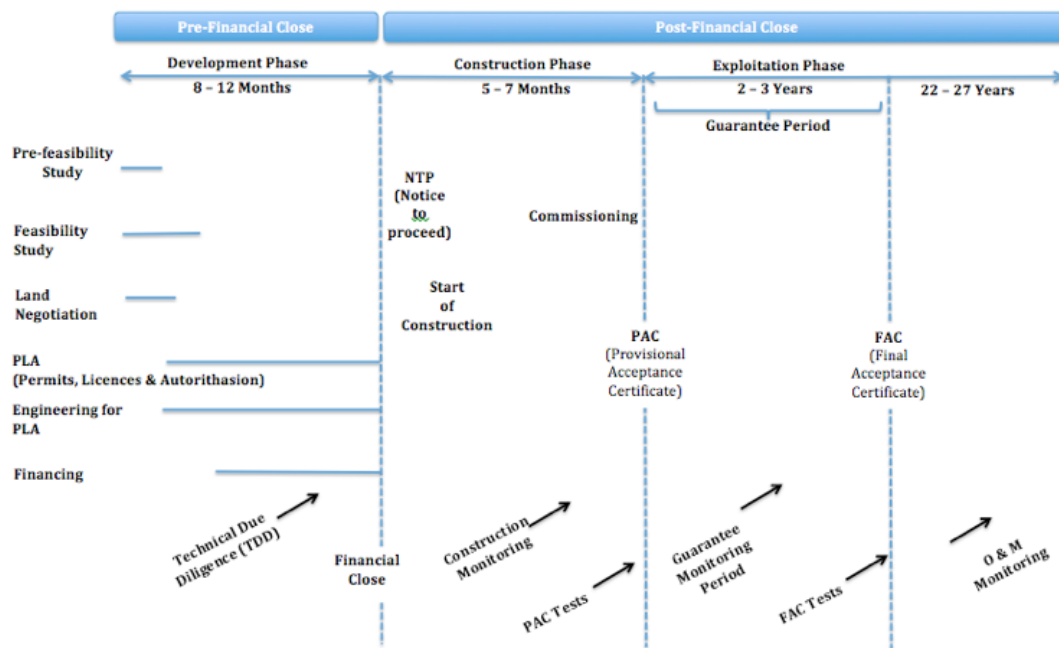 Pre-Financial Close
Post-Financial Close
Development Phase
8 – 12 Months
Construction Phase
5 – 7 Months
Exploitation Phase
2 – 3 Years
22 – 27 Years
Guarantee Period
Pre-feasibility
Study
NTP
(Notice
to
proceed)
Commissioning
Feasibility
Study
Land
Negotiation
Start
of
Construction
PAC
(Provisional
Acceptance
Certificate)
FAC
(Final
Acceptance
Certificate)
PLA
(Permits, Licences & Autorithasion)
Engineering for
PLA
Financing
Technical Due
Diligence (TDD)
Financial
Close
Construction
Monitoring
PAC Tests
Guarantee
Monitoring
Period
FAC Tests
O & M
Monitoring